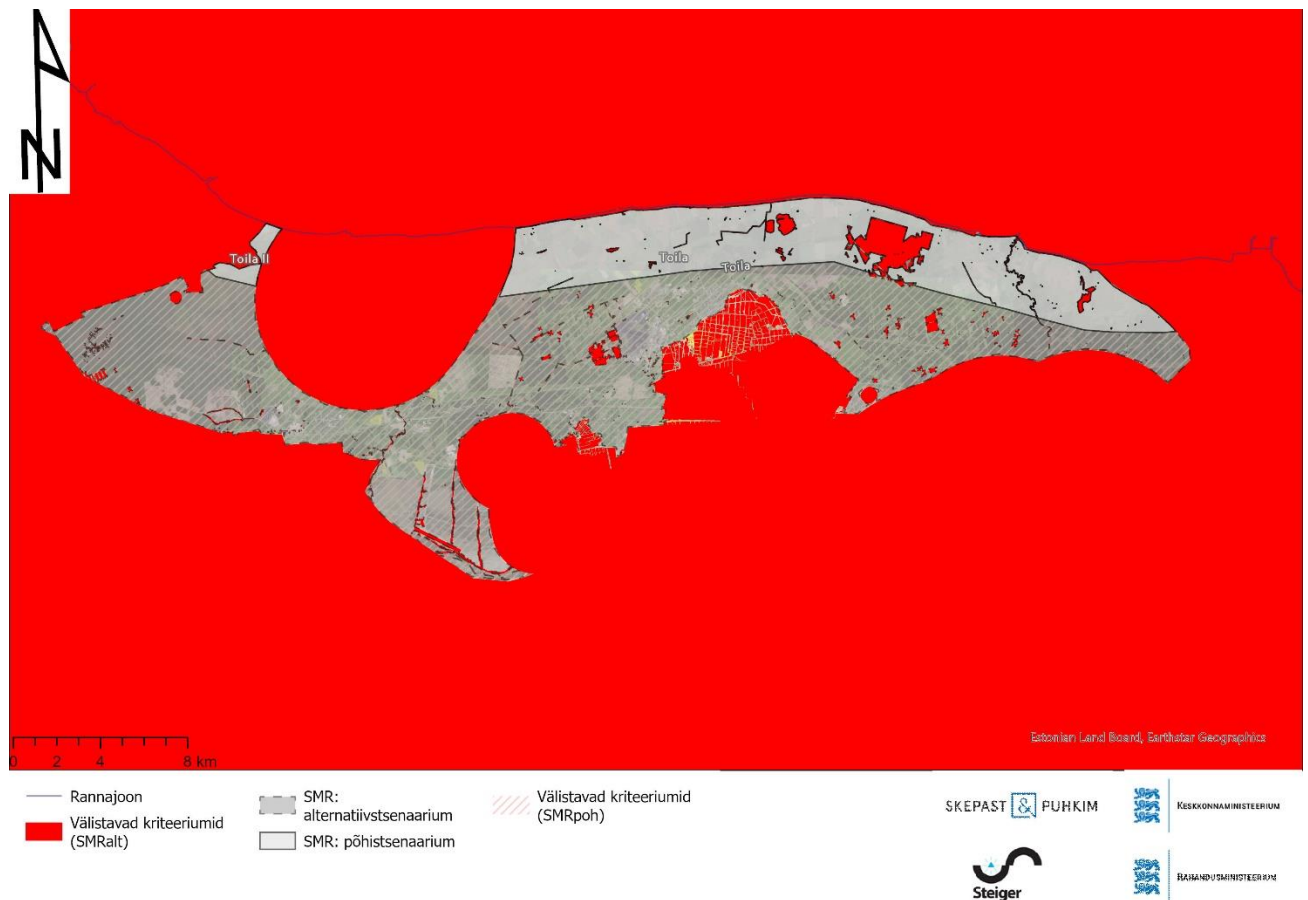 N
Toila II
Toila
Toila
0 2 4 8 km
Estonian Land Board, Earthstar Geographics
Rannajoon
Välistavad kriteeriumid
(SMRalt)
SMR:
alternatiivstsenaarium
SMR: põhistsenaarium
Välistavad kriteeriumid
(SMRpoh)
SKEPAST & PUHKIM
KESKKONNAMINISTEERIUM
Steiger
RAHANDUSMINISTEERIUM